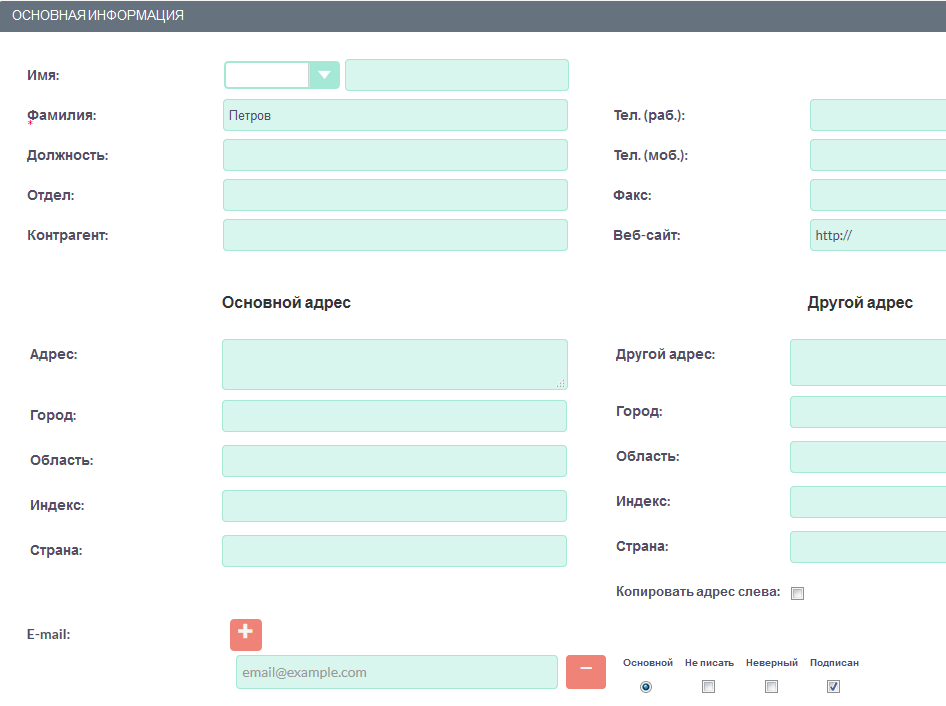 ОСНОВНАЯ ИНФОРМАЦИЯ
Имя:
Фамилия: Петров Тел. (раб.):
*
Должность: Тел. (моб.):
Отдел: Факс:
Контрагент: Веб-сайт: http://
Основной адрес Другой адрес
Адрес: Другой адрес:
Город: Город:
Область: Область:
Индекс: Индекс:
Страна: Страна:
Копировать адрес слева:
E-mail:
Основной Не писать Неверный Подписан
email@example.com